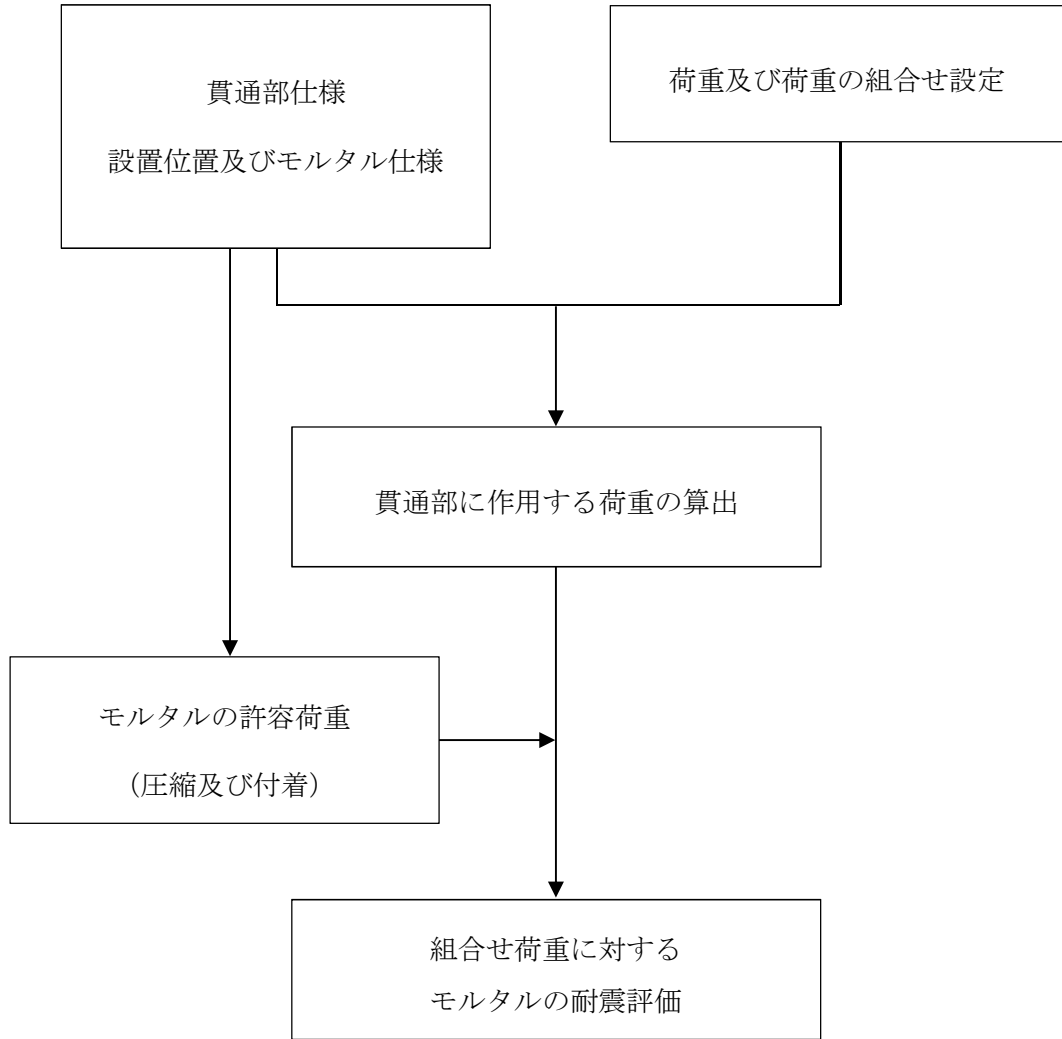 貫通部仕様
設置位置及びモルタル仕様
荷重及び荷重の組合せ設定
貫通部に作用する荷重の算出
モルタルの許容荷重
（圧縮及び付着）
組合せ荷重に対する
モルタルの耐震評価